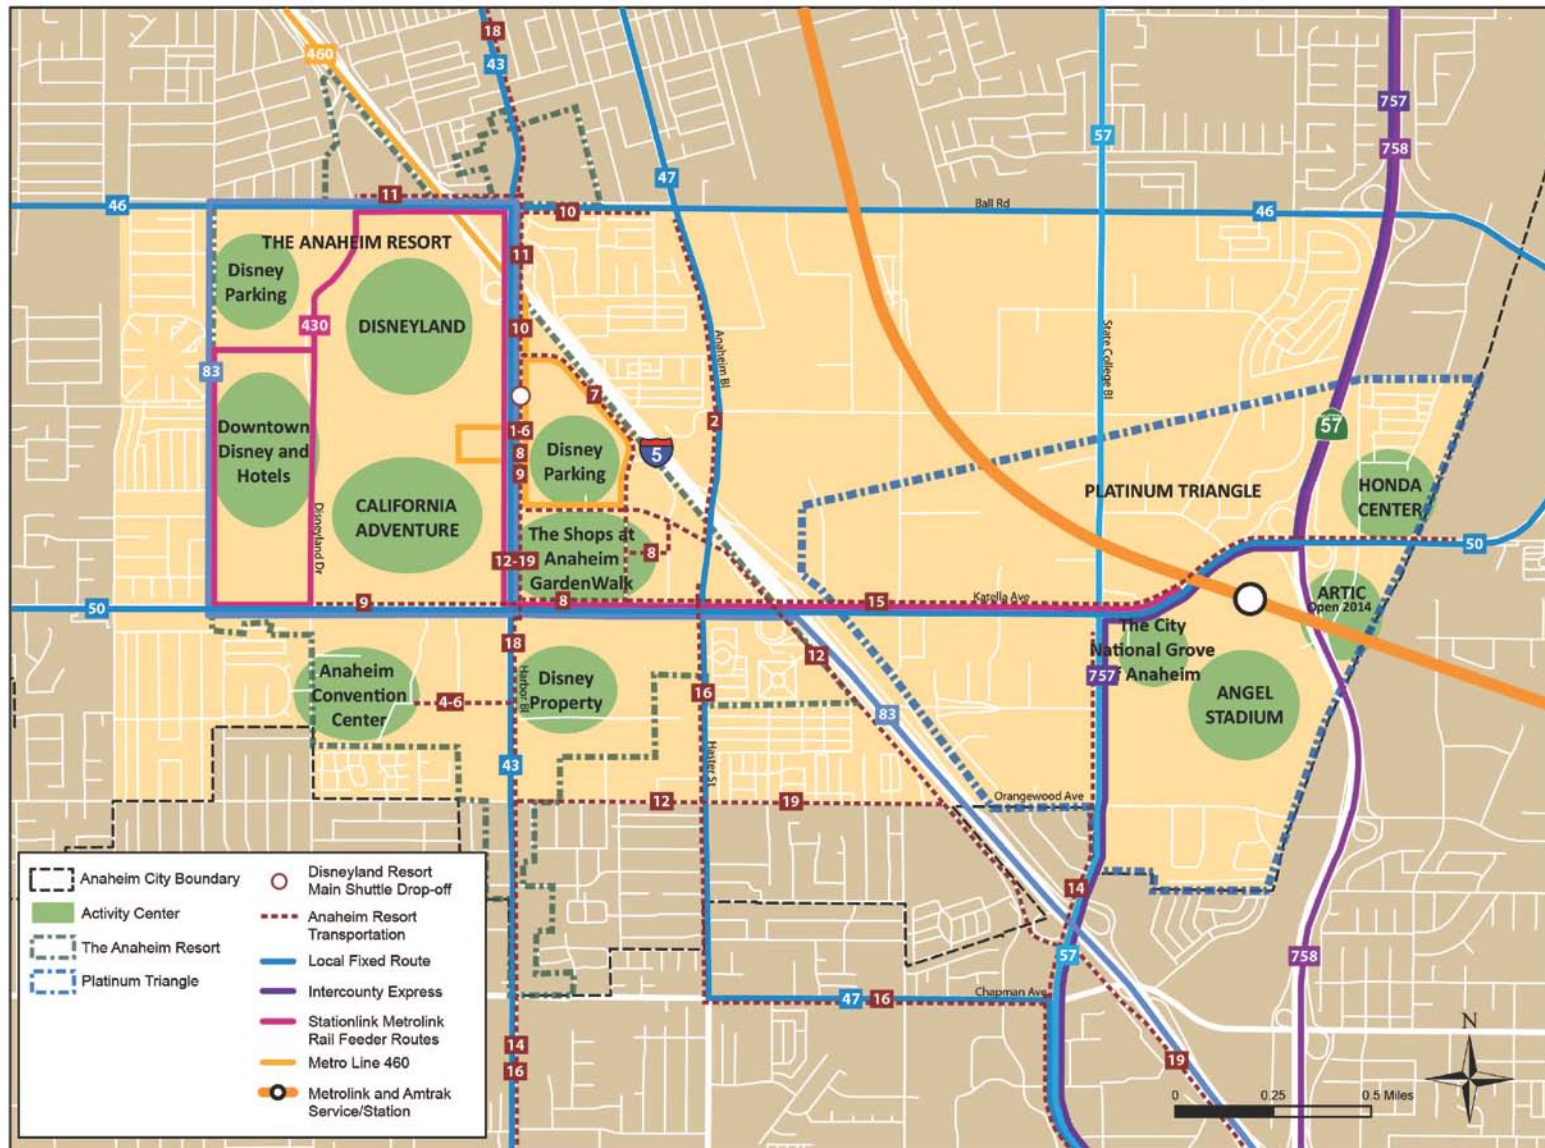 460
18
43
47
57
757
758
46
11
10
Ball Rd
46
THE ANAHEIM RESORT
Disney
Parking
DISNEYLAND
430
83
11
10
7
5
Anaheim Bl
2
State College Bl
57
1-6
8
9
Downtown
Disney and
Hotels
Disney
Parking
CALIFORNIA
ADVENTURE
Disneyland Dr
The Shops at
Anaheim
GardenWalk
8
12-19
PLATINUM TRIANGLE
HONDA
CENTER
50
50
9
8
15
Katella Ave
ARTIC
Open 2014
The City
National Grove
f Anaheim
757
ANGEL
STADIUM
Anaheim
Convention
Center
4-6
18
Harbor Bl
Disney
Property
16
12
83
Haster St
43
12
19
Orangewood Ave
14
57
758
Chapman Ave
47
16
14
16
19
Anaheim City Boundary
Activity Center
The Anaheim Resort
Platinum Triangle
Disneyland Resort
Main Shuttle Drop-off
Anaheim Resort
Transportation
Local Fixed Route
Intercounty Express
Stationlink Metrolink
Rail Feeder Routes
Metro Line 460
Metrolink and Amtrak
Service/Station
N
0 0.25 0.5 Miles